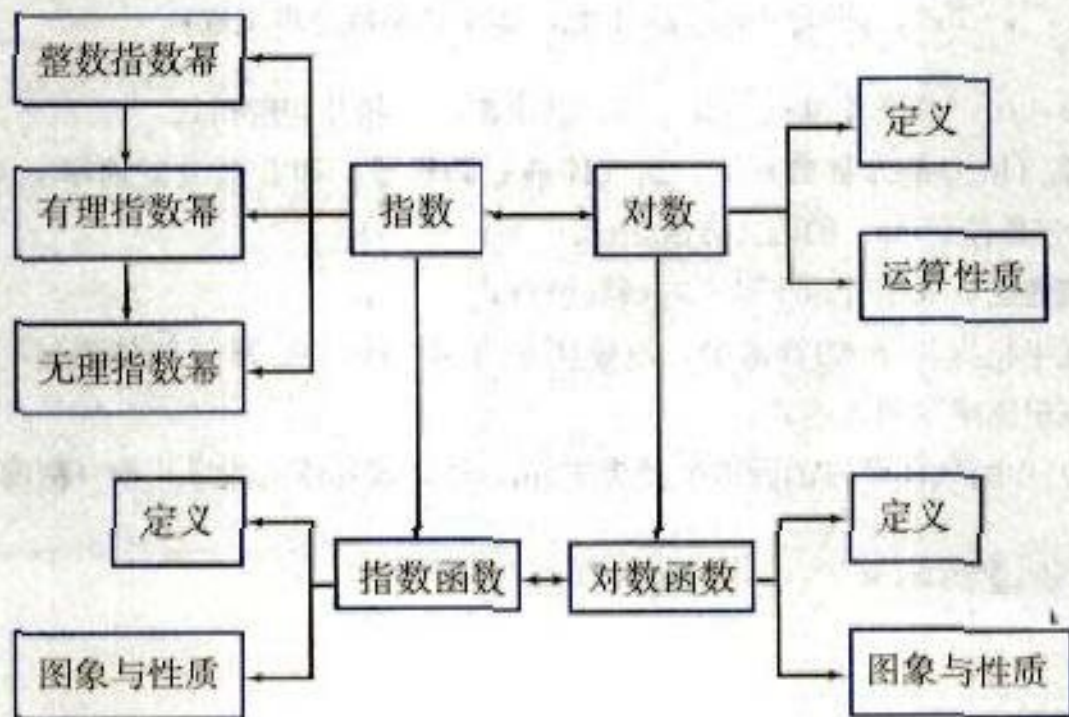 整数指数幂
定义
有理指数幂
指数
对数
运算性质
无理指数幂
定义
定义
指数函数
对数函数
图象与性质
图象与性质